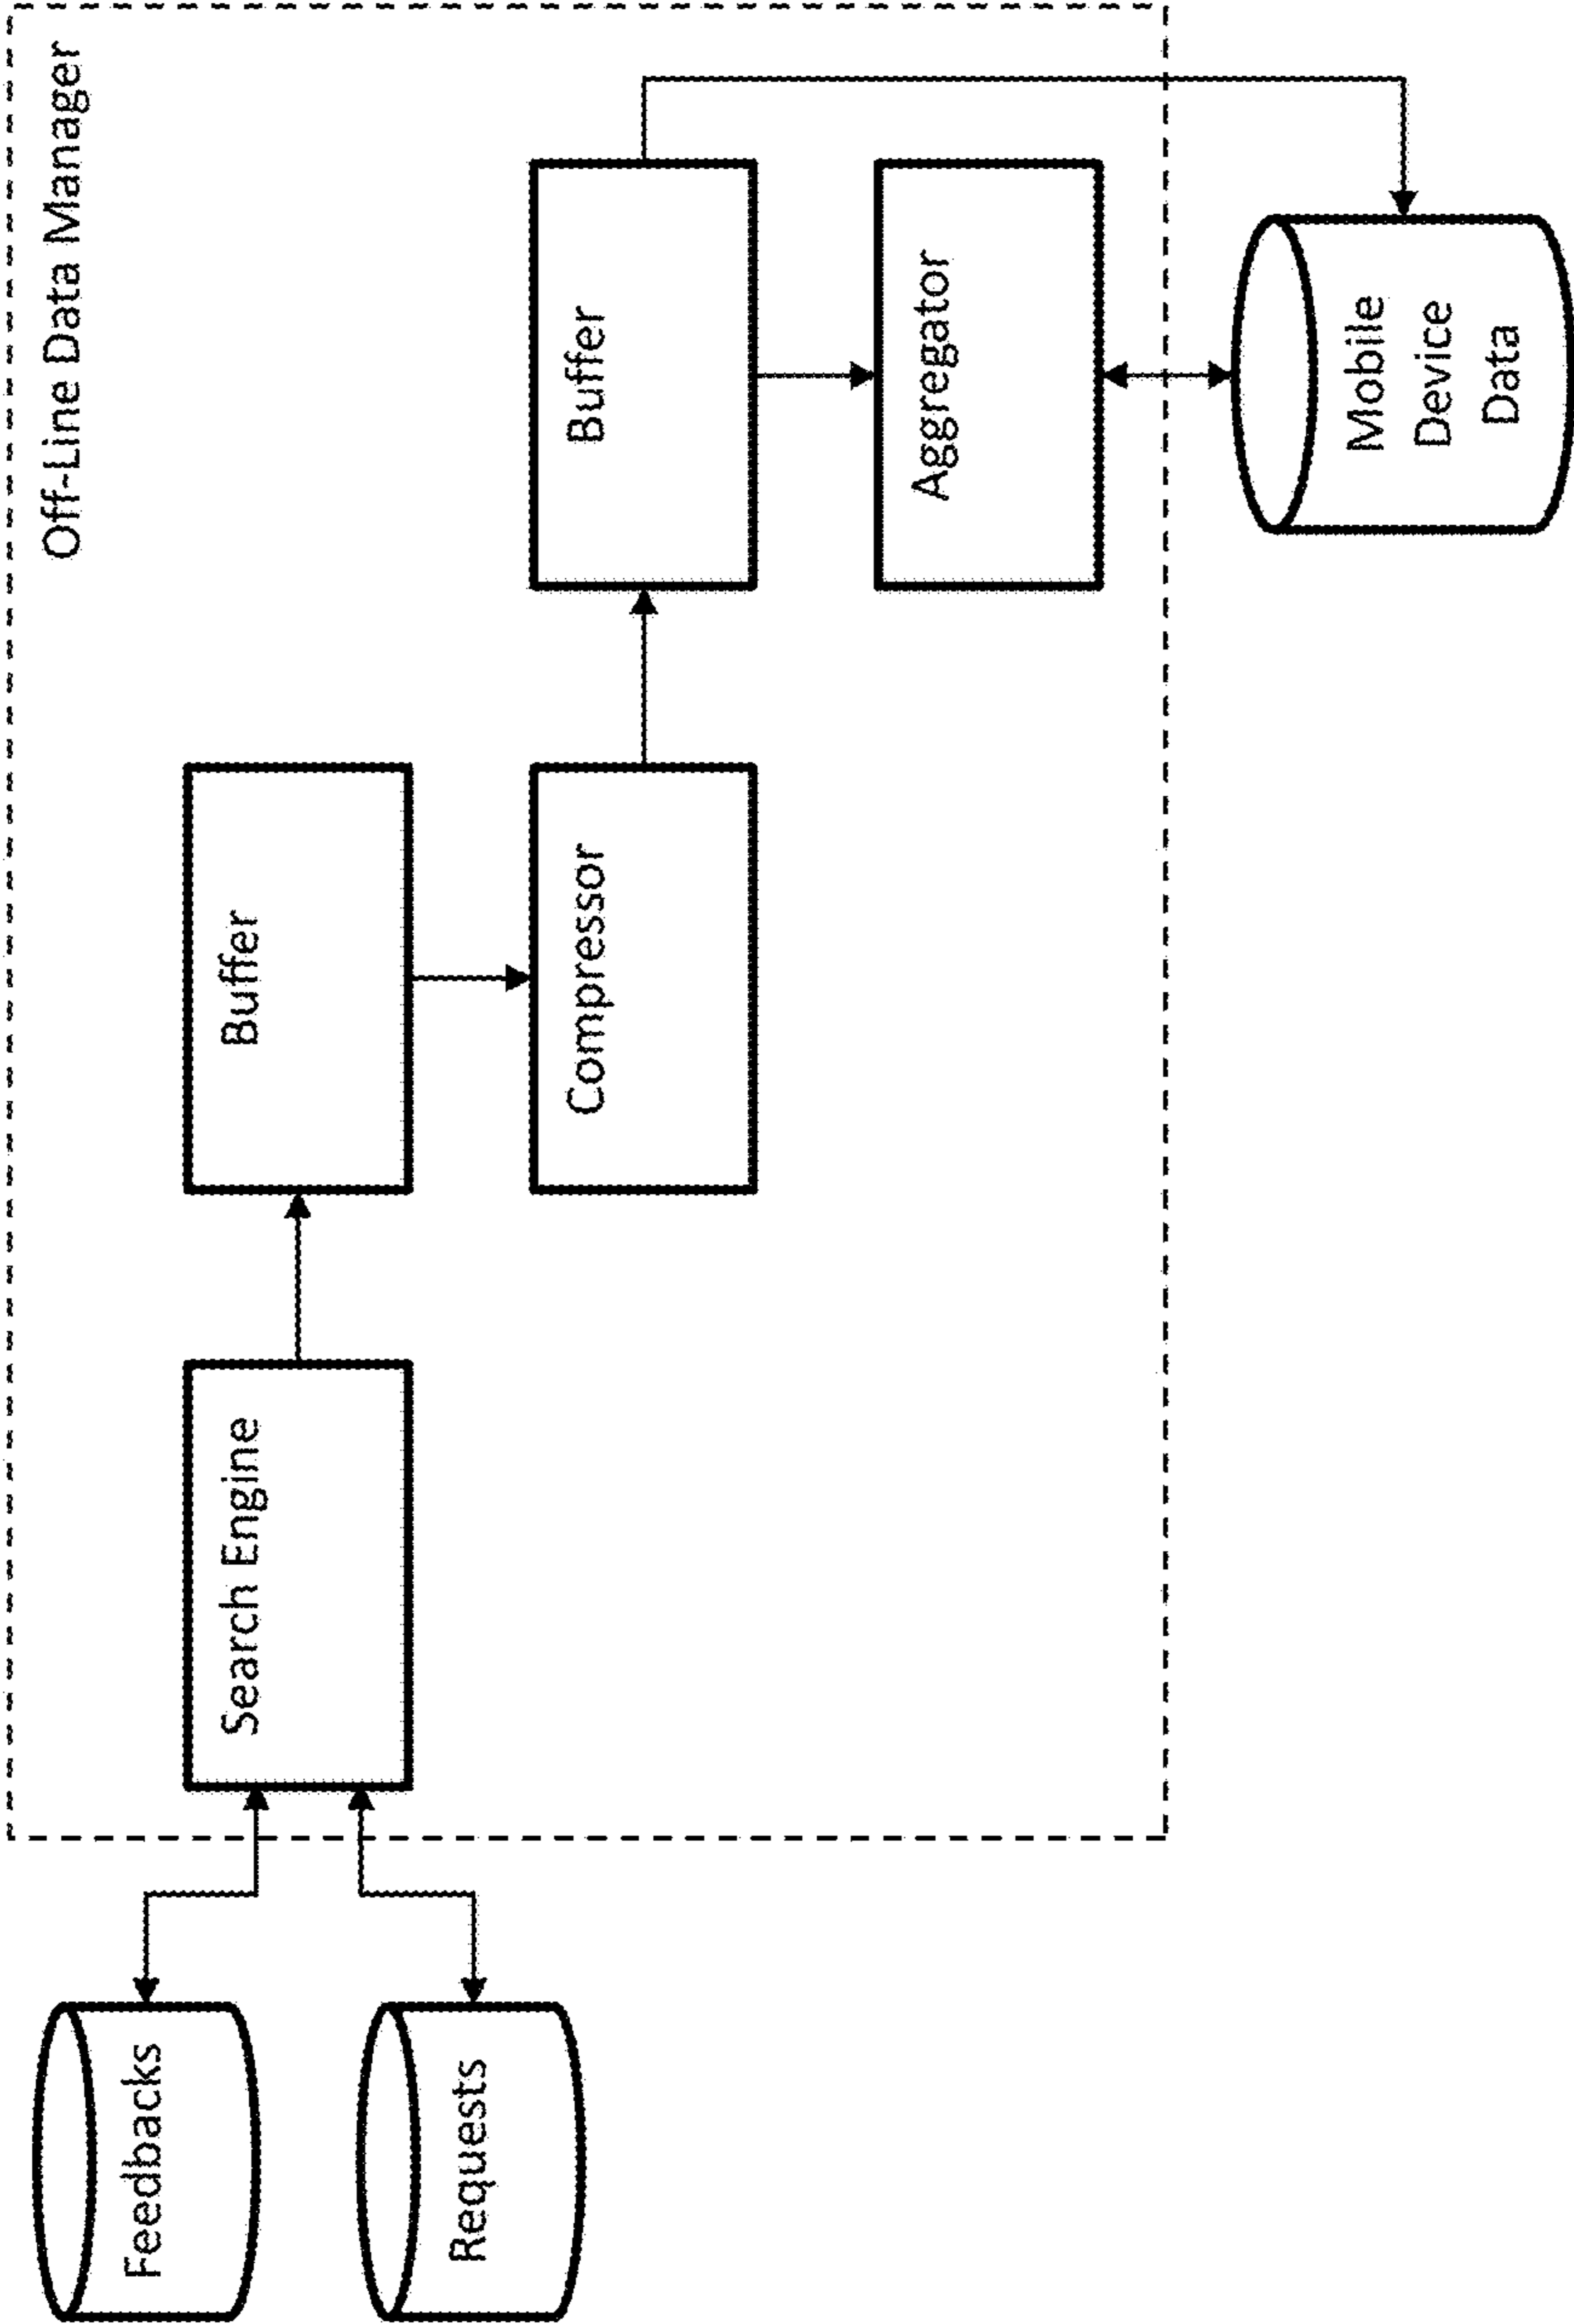 Off-Line Data Manager
Feedbacks
Requests
Search Engine
Buffer
Compressor
Buffer
Aggregator
Mobile
Device
Data